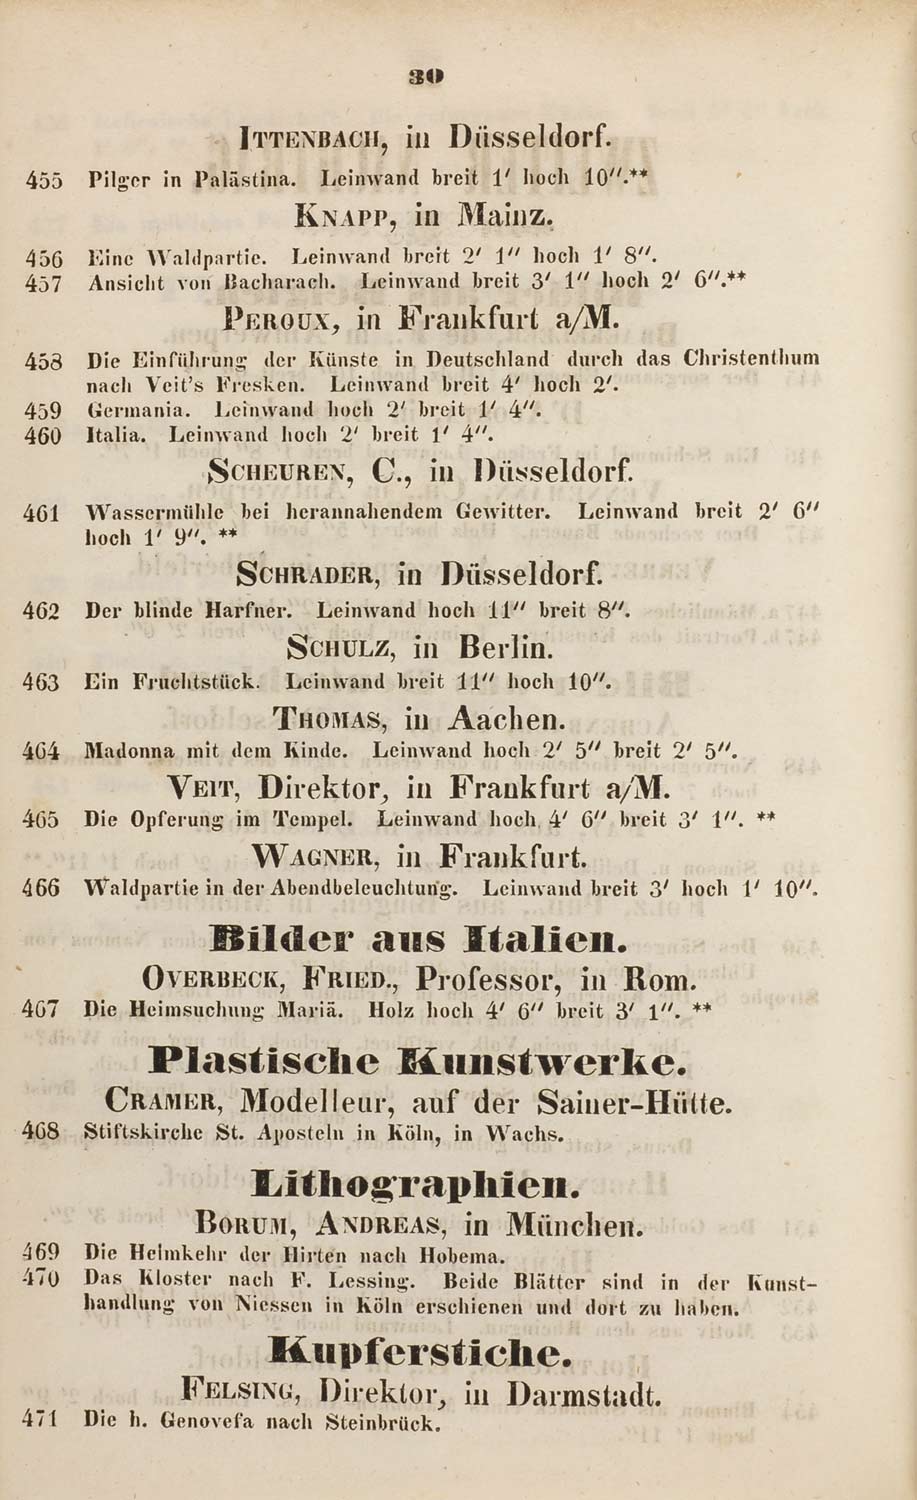 30
ITTENBACH, in Düsseldorf.
455 Pilger in Palästina. Leinwand breit 1′ hoch 10″.**
KNAPP, in Mainz.
456 Eine Waldpartie. Leinwand breit 2′ 1″ hoch 1′ 8″.
457 Ansicht von Bacharach. Leinwand breit 3′ 1″ hoch 2′ 6″.**
PEROUX, in Frankfurt a/M.
458 Die Einführung der Künste in Deutschland durch das Christenthum
nach Veit's Fresken. Leinwand breit 4′ hoch 2′.
459 Germania. Leinwand hoch 2′ breit 1′ 4″.
460 Italia. Leinwand hoch 2′ breit 1′ 4″.
SCHEUREN, C., in Düsseldorf.
461 Wassermühle bei herannahendem Gewitter. Leinwand breit 2′ 6″
hoch 1′ 9″. **
SCHRADER, in Düsseldorf.
462 Der blinde Harfner. Leinwand hoch 11″ breit 8″.
SCHULZ, in Berlin.
463 Ein Fruchtstück. Leinwand breit 11″ hoch 10″.
THOMAS, in Aachen.
464 Madonna mit dem Kinde. Leinwand hoch 2′ 5″ breit 2′ 5″.
VEIT, Direktor, in Frankfurt a/M.
465 Die Opferung im Tempel. Leinwand hoch 4′ 6″ breit 3′ 1″. **
WAGNER, in Frankfurt.
466 Waldpartie in der Abendbeleuchtung. Leinwand breit 3′ hoch 1′ 10″.
Bilder aus Italien.
OVERBECK, FRIED., Professor, in Rom.
467 Die Heimsuchung Mariä. Holz hoch 4′ 6″ breit 3′ 1″. **
Plastische Kunstwerke.
CRAMER, Modelleur, auf der Sainer-Hütte.
468 Stiftskirche St. Aposteln in Köln, in Wachs.
Lithographien.
BORUM, ANDREAS, in München.
469 Die Heimkehr der Hirten nach Hobema.
470 Das Kloster nach F. Lessing. Beide Blätter sind in der Kunst-
handlung von Niessen in Köln erschienen und dort zu haben.
Kupferstiche.
FELSING, Direktor, in Darmstadt.
471 Die h. Genovefa nach Steinbrück.